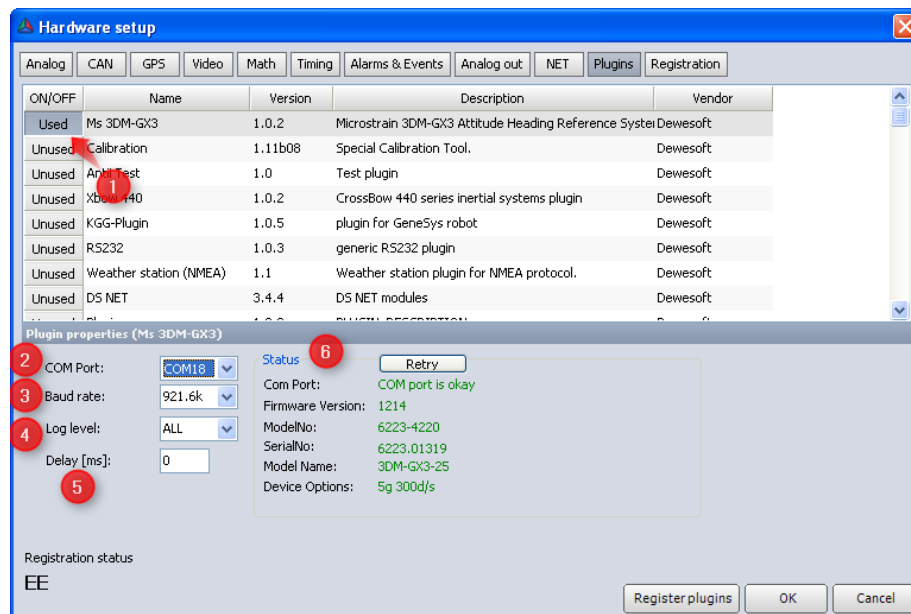 Hardware setup
Analog CAN GPS Video Math Timing Alarms & Events Analog out NET Plugins Registration
ON/OFF Name Version Description Vendor
Used Ms 3DM-GX3 1.0.2 Microstrain 3DM-GX3 Attitude Heading Reference Syster Dewesoft
Unused Calibration 1.11b08 Special Calibration Tool. Dewesoft
1
Unused Test 1.0 Test plugin Dewesoft
Unused Xbow 440 1.0.2 CrossBow 440 series inertial systems plugin Dewesoft
Unused KGG-Plugin 1.0.5 plugin for GeneSys robot Dewesoft
Unused RS232 1.0.3 generic RS232 plugin Dewesoft
Unused Weather station (NMEA) 1.1 Weather station plugin for NMEA protocol. Dewesoft
Unused DS NET 3.4.4 DS NET modules Dewesoft
Plugin properties (Ms 3DM-GX3)
2 COM Port: COM18
3 Baud rate: 921.6k
4 Log level: ALL
Delay [ms]: 0
5
Status 6 Retry
Com Port: COM port is okay
Firmware Version: 1214
ModelNo: 6223-4220
SerialNo: 6223.01319
Model Name: 3DM-GX3-25
Device Options: 5g 300d/s
Registration status
EE
Register plugins OK Cancel